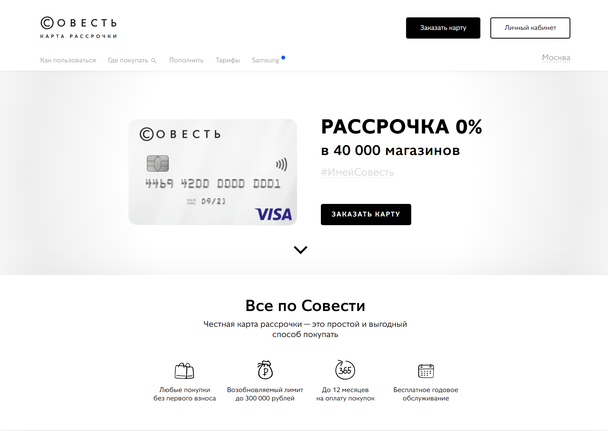 ©ОВЕСТЬ
КАРТА РАССРОЧКИ
Заказать карту
Личный кабинет
Как пользоваться
Где покупать
Пополнить
Тарифы
Samsung
Москва
©ОВЕСТЬ
4469 4200 0000 0001
09/21
VISA
РАССРОЧКА 0%
в 40 000 магазинов
#ИмейСовесть
ЗАКАЗАТЬ КАРТУ
Все по Совести
Честная карта рассрочки — это простой и выгодный
способ покупать
365
Любые покупки
без первого взноса
Возобновляемый лимит
до 300 000 рублей
До 12 месяцев
на оплату покупок
Бесплатное годовое
обслуживание